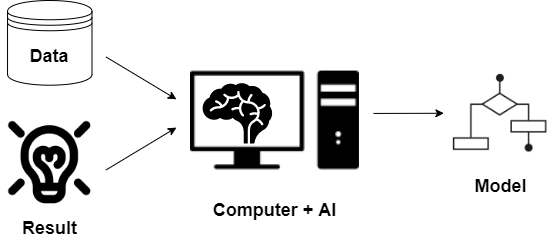 Data
Result
Computer + AI
Model